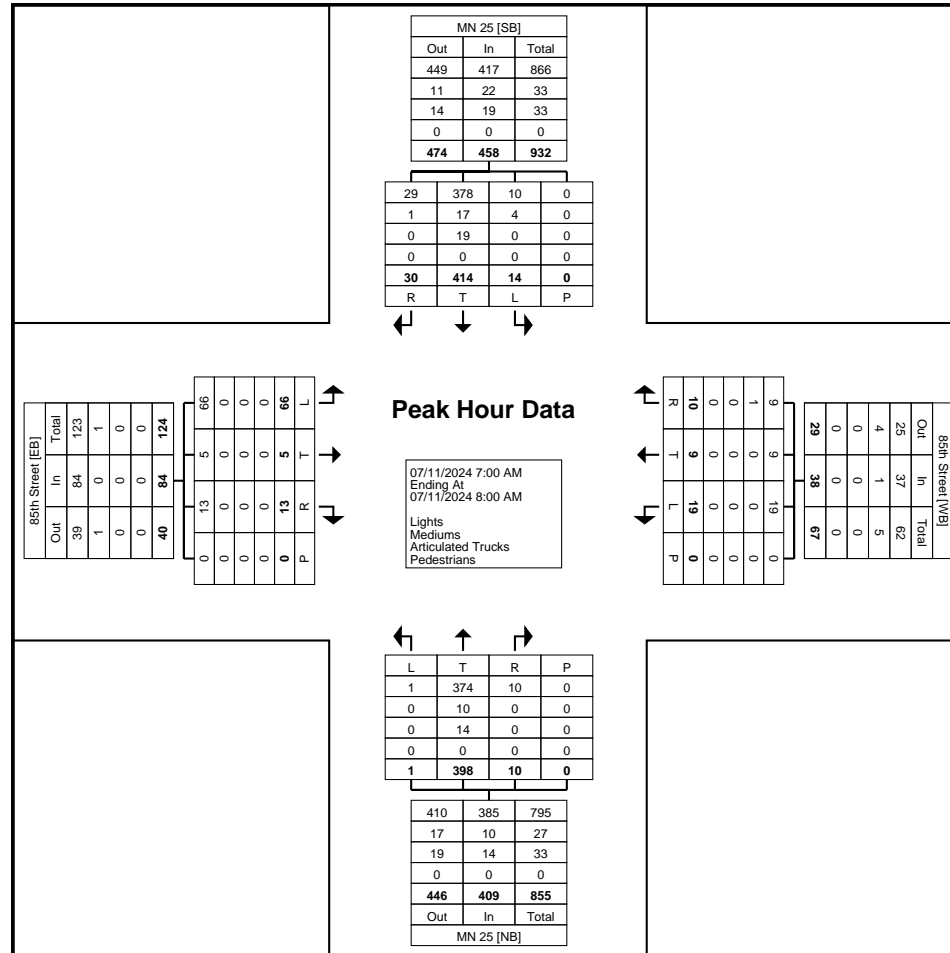 MN 25 [SB]
Out In Total
449 417 866
11 22 33
14 19 33
0 0 0
474 458 932
29 378 10 0
1 17 4 0
0 19 0 0
0 0 0 0
30 414 14 0
R T L P
85th Street [EB]
Total In Out
123 84 39
1 0 1
0 0 0
0 0 0
124 84 40
66 5 13 0
0 0 0 0
0 0 0 0
0 0 0 0
66 5 13 0
L T R P
Peak Hour Data
07/11/2024 7:00 AM
Ending At
07/11/2024 8:00 AM
Lights
Mediums
Articulated Trucks
Pedestrians
R T L P
10 9 19 0
0 0 0 0
0 0 0 0
1 0 0 0
9 9 19 0
85th Street [WB]
Out In Total
25 37 62
4 1 5
0 0 0
0 0 0
29 38 67
L T R P
1 374 10 0
0 10 0 0
0 14 0 0
0 0 0 0
1 398 10 0
410 385 795
17 10 27
19 14 33
0 0 0
446 409 855
Out In Total
MN 25 [NB]